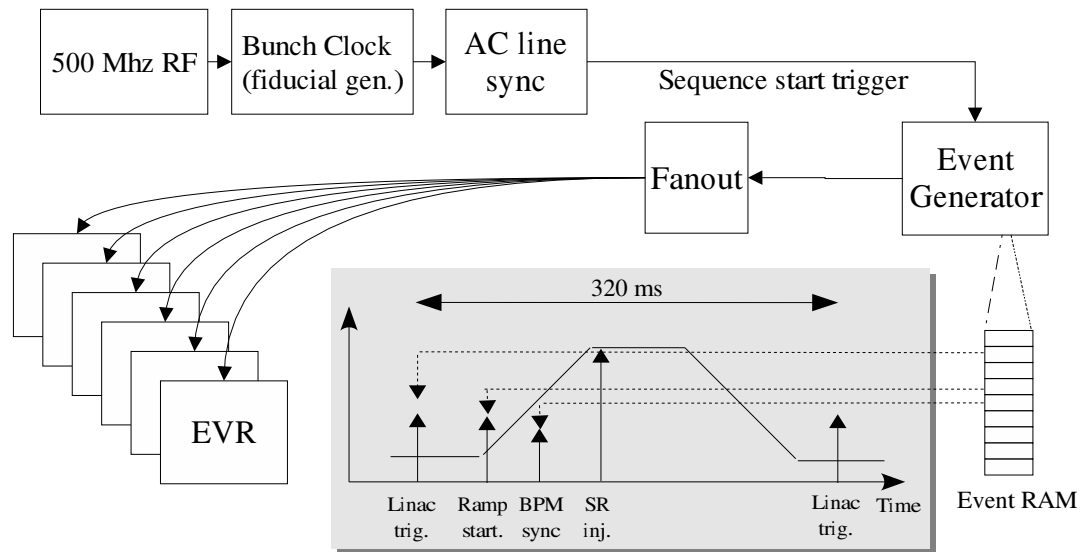 500 Mhz RF
Bunch Clock
(fiducial gen.)
AC line
sync
Sequence start trigger
Event
Generator
Fanout
EVR
320 ms
Linac
trig.
Ramp
start.
BPM
sync
SR
inj.
Linac
trig.
Time
Event RAM